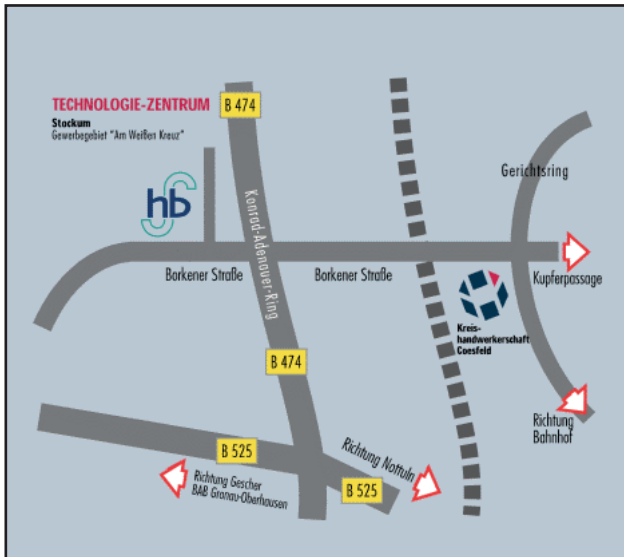 TECHNOLOGIE-ZENTRUM
B 474
Stockum
Gewerbegebiet "Am Weißen Kreuz"
Gerichtsring
hb
Konrad-Adenauer-Ring
Borkener Straße
Borkener Straße
Kupferpassage
Kreis-
handwerkerschaft
Coesfeld
B 474
Richtung
Bahnhof
B 525
Richtung Nottuln
Richtung Gescher
BAB Gronau-Oberhausen
B 525